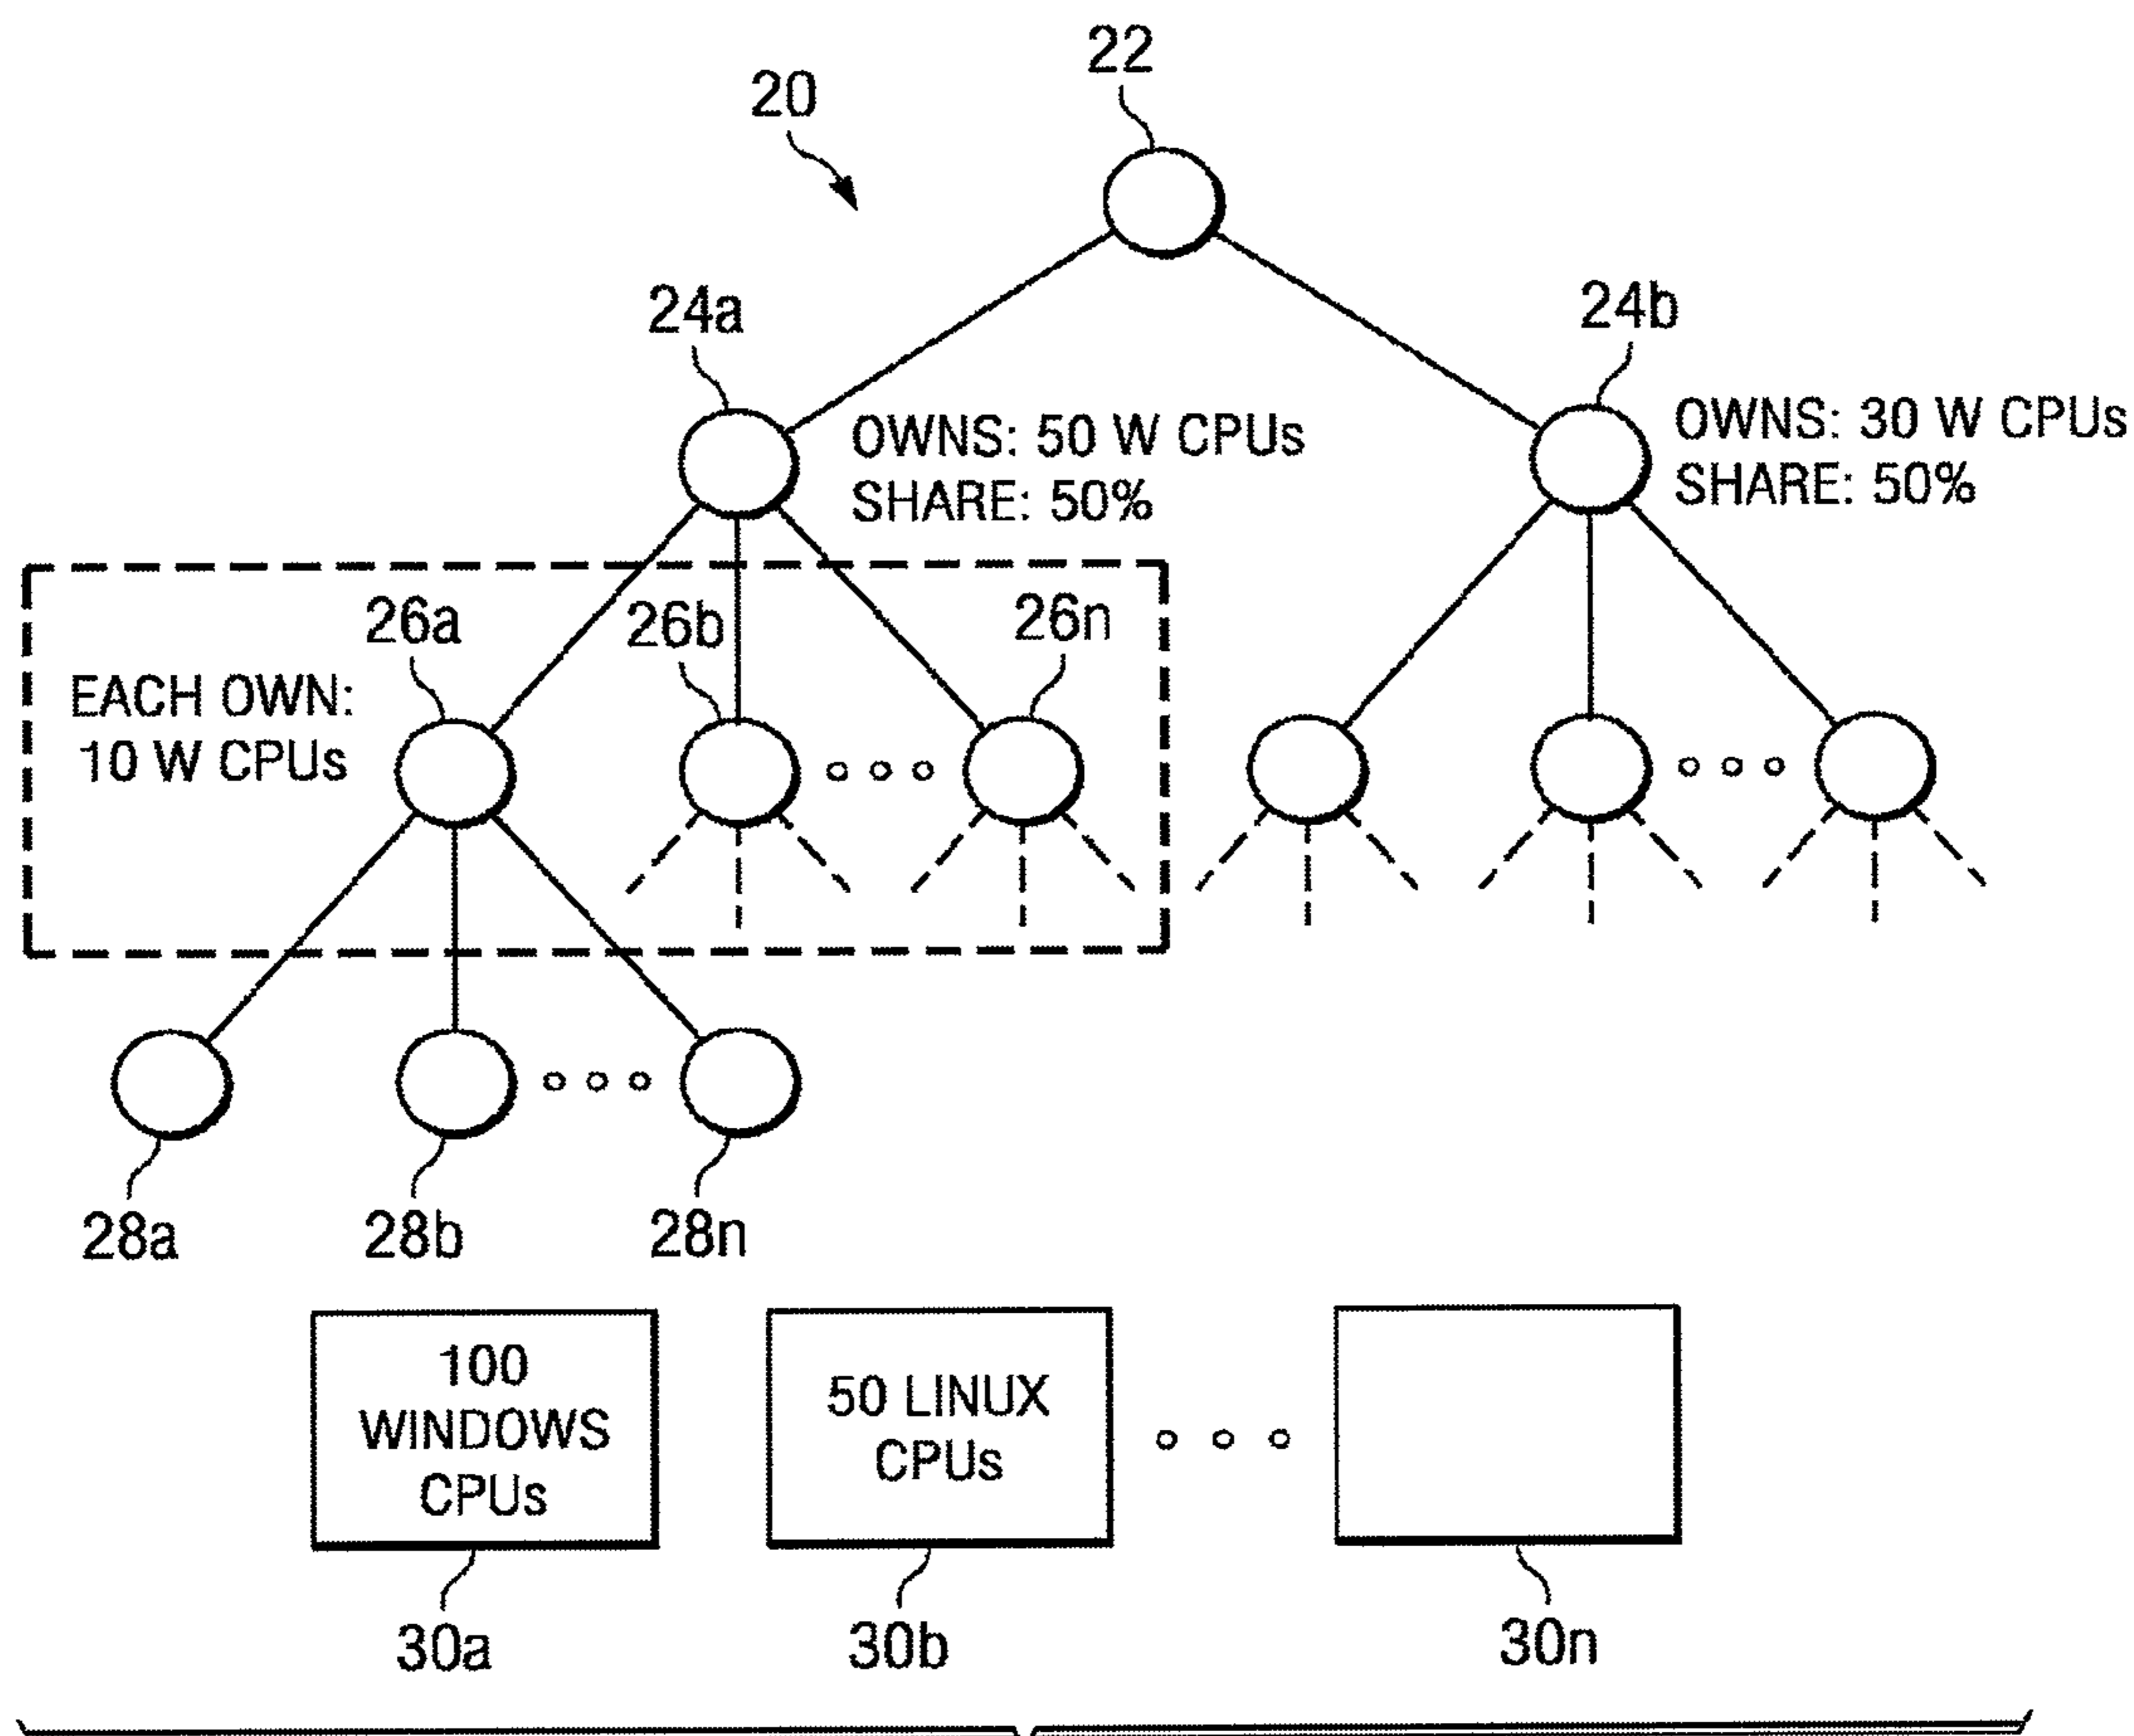 22
20
24a
24b
OWNS: 50 W CPUs
SHARE: 50%
OWNS: 30 W CPUs
SHARE: 50%
26a
26b
26n
EACH OWN:
10 W CPUs
28a
28b
28n
100
WINDOWS
CPUs
50 LINUX
CPUs
30a
30b
30n